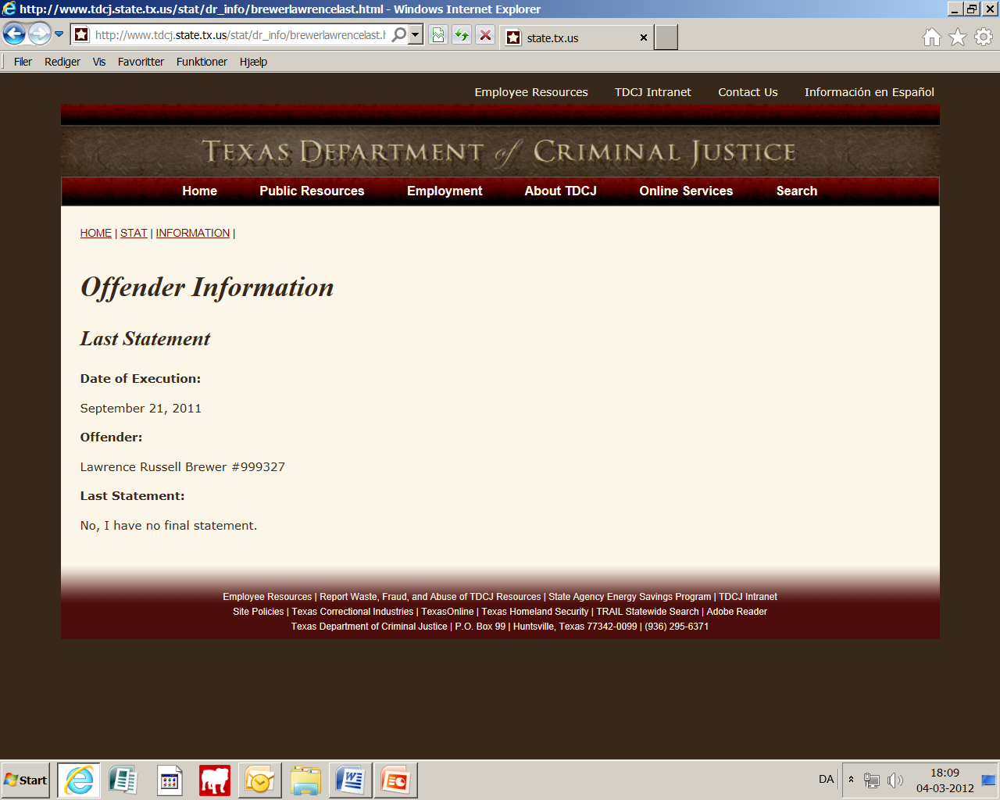 http://www.tdcj.state.tx.us/stat/dr_info/brewerlawrencelast.html - Windows Internet Explorer
http://www.tdcj.state.tx.us/stat/dr_info/brewerlawrencelast.h
state.tx.us
Filer Rediger Vis Favoritter Funktioner Hjælp
Employee Resources TDCJ Intranet Contact Us Información en Español
TEXAS DEPARTMENT of CRIMINAL JUSTICE
Home Public Resources Employment About TDCJ Online Services Search
HOME | STAT | INFORMATION |
Offender Information
Last Statement
Date of Execution:
September 21, 2011
Offender:
Lawrence Russell Brewer #999327
Last Statement:
No, I have no final statement.
Employee Resources | Report Waste, Fraud, and Abuse of TDCJ Resources | State Agency Energy Savings Program | TDCJ Intranet
Site Policies | Texas Correctional Industries | TexasOnline | Texas Homeland Security | TRAIL Statewide Search | Adobe Reader
Texas Department of Criminal Justice | P.O. Box 99 | Huntsville, Texas 77342-0099 | (936) 295-6371
Start
DA
18:09
04-03-2012